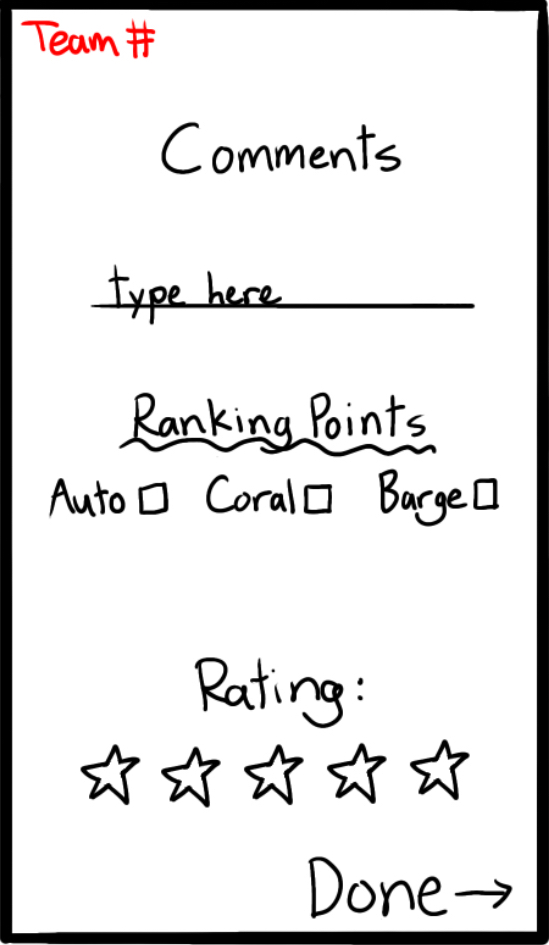 Team #
Comments
type here
Ranking Points
Auto Coral Barge
Rating:
Done →